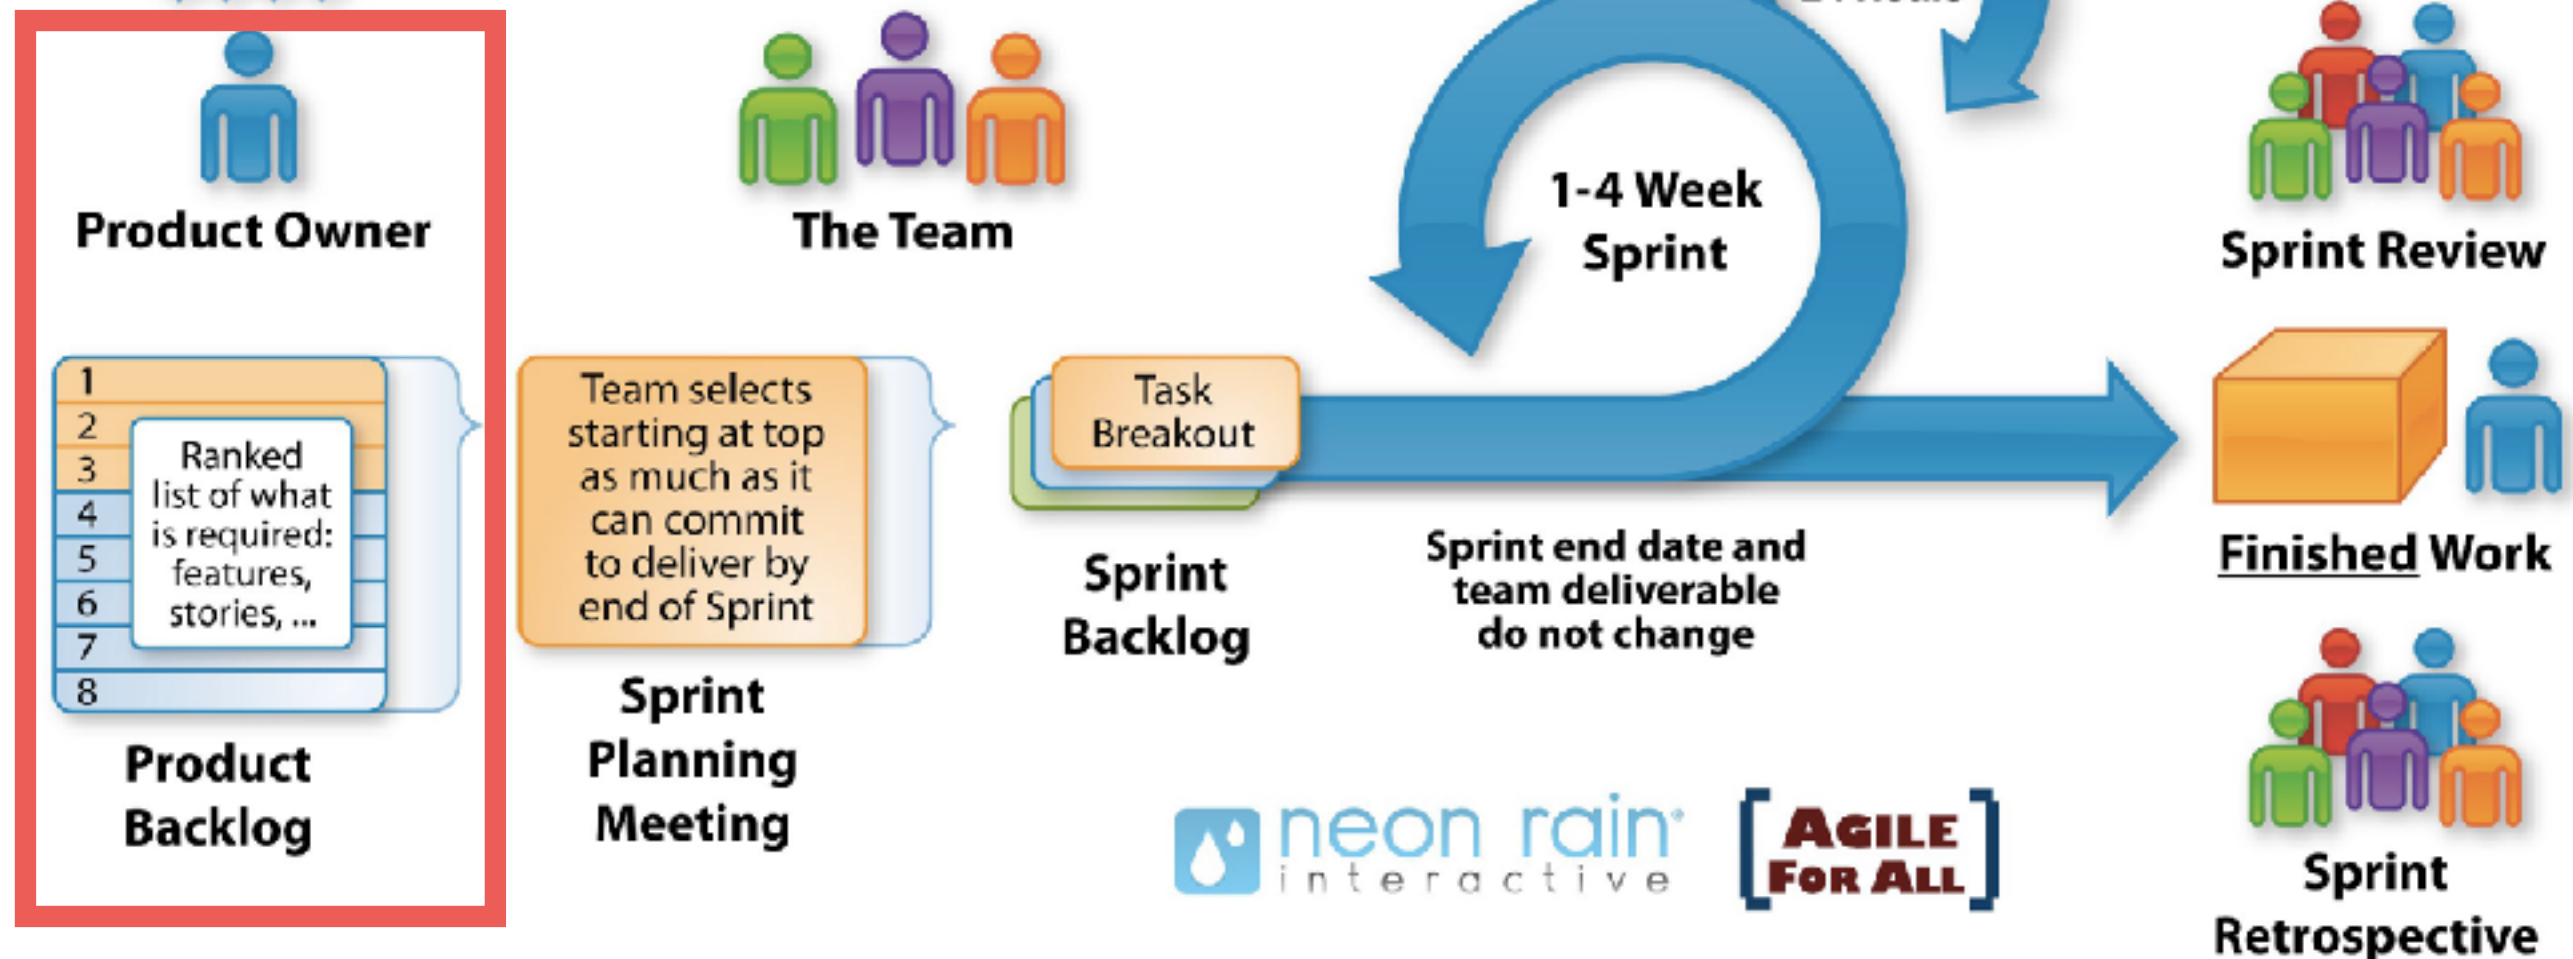 24 Hours
Product Owner
The Team
1-4 Week
Sprint
Sprint Review
1
2
3
4
5
6
7
8
Ranked
list of what
is required:
features,
stories, ...
Product
Backlog
Team selects
starting at top
as much as it
can commit
to deliver by
end of Sprint
Sprint
Planning
Meeting
Task
Breakout
Sprint
Backlog
Sprint end date and
team deliverable
do not change
Finished Work
neon rain
interactive
AGILE
FOR ALL
Sprint
Retrospective